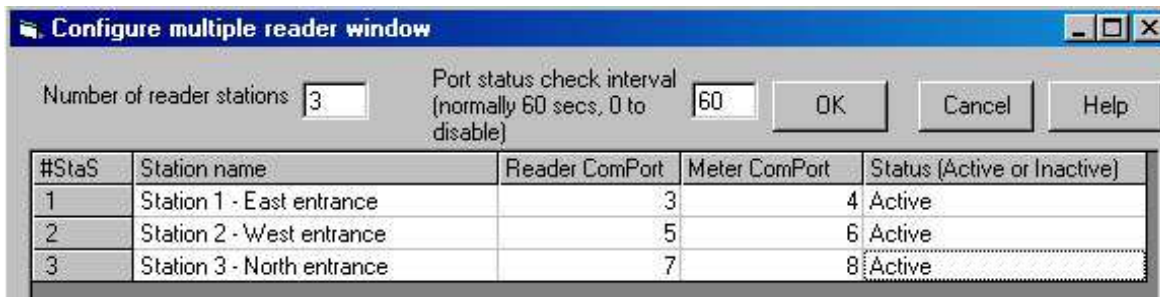 Configure multiple reader window
Number of reader stations 3
Port status check interval
(normally 60 secs, 0 to
disable)
60
OK
Cancel
Help
#StaS Station name Reader ComPort Meter ComPort Status (Active or Inactive)
1 Station 1 - East entrance 3 4 Active
2 Station 2 - West entrance 5 6 Active
3 Station 3 - North entrance 7 8 Active